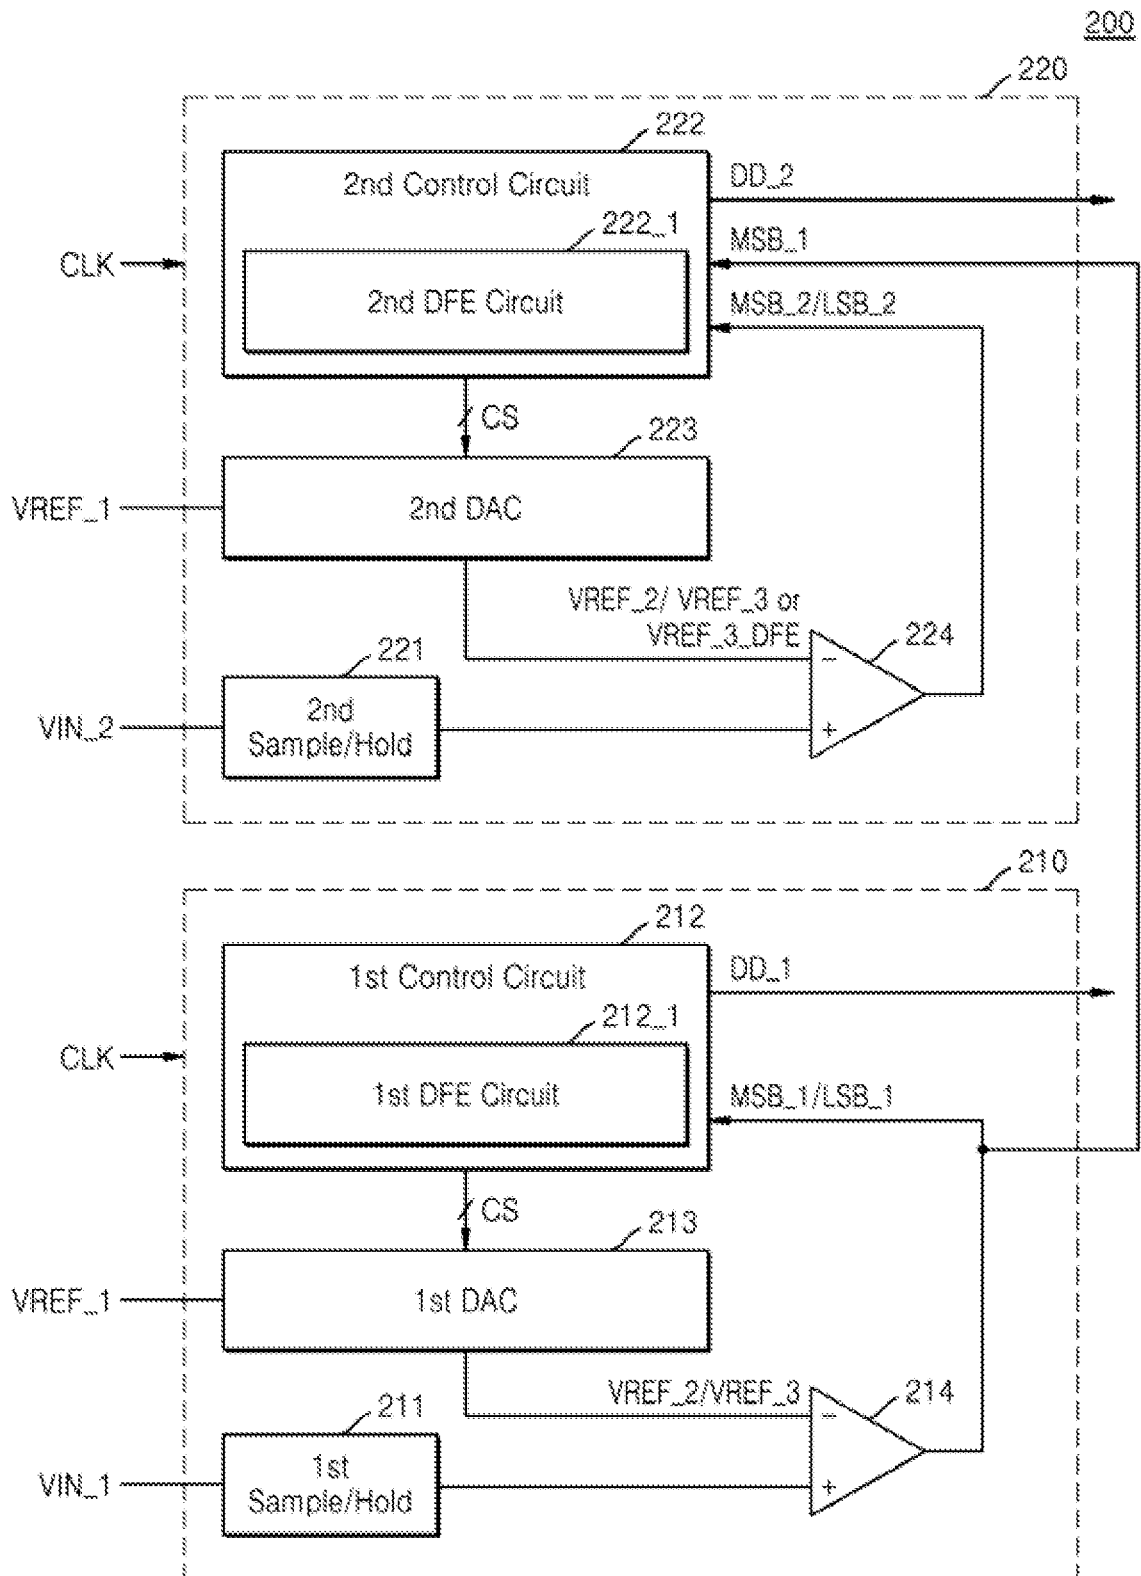 200
220
222
2nd Control Circuit
DD_2
222_1
MSB_1
CLK
2nd DFE Circuit
MSB_2/LSB_2
CS
223
VREF_1
2nd DAC
VREF_2/ VREF_3 or
VREF_3_DFE
224
221
−
VIN_2
2nd
Sample/Hold
+
210
212
1st Control Circuit
DD_1
212_1
CLK
1st DFE Circuit
MSB_1/LSB_1
CS
213
VREF_1
1st DAC
VREF_2/VREF_3
214
211
−
VIN_1
1st
Sample/Hold
+